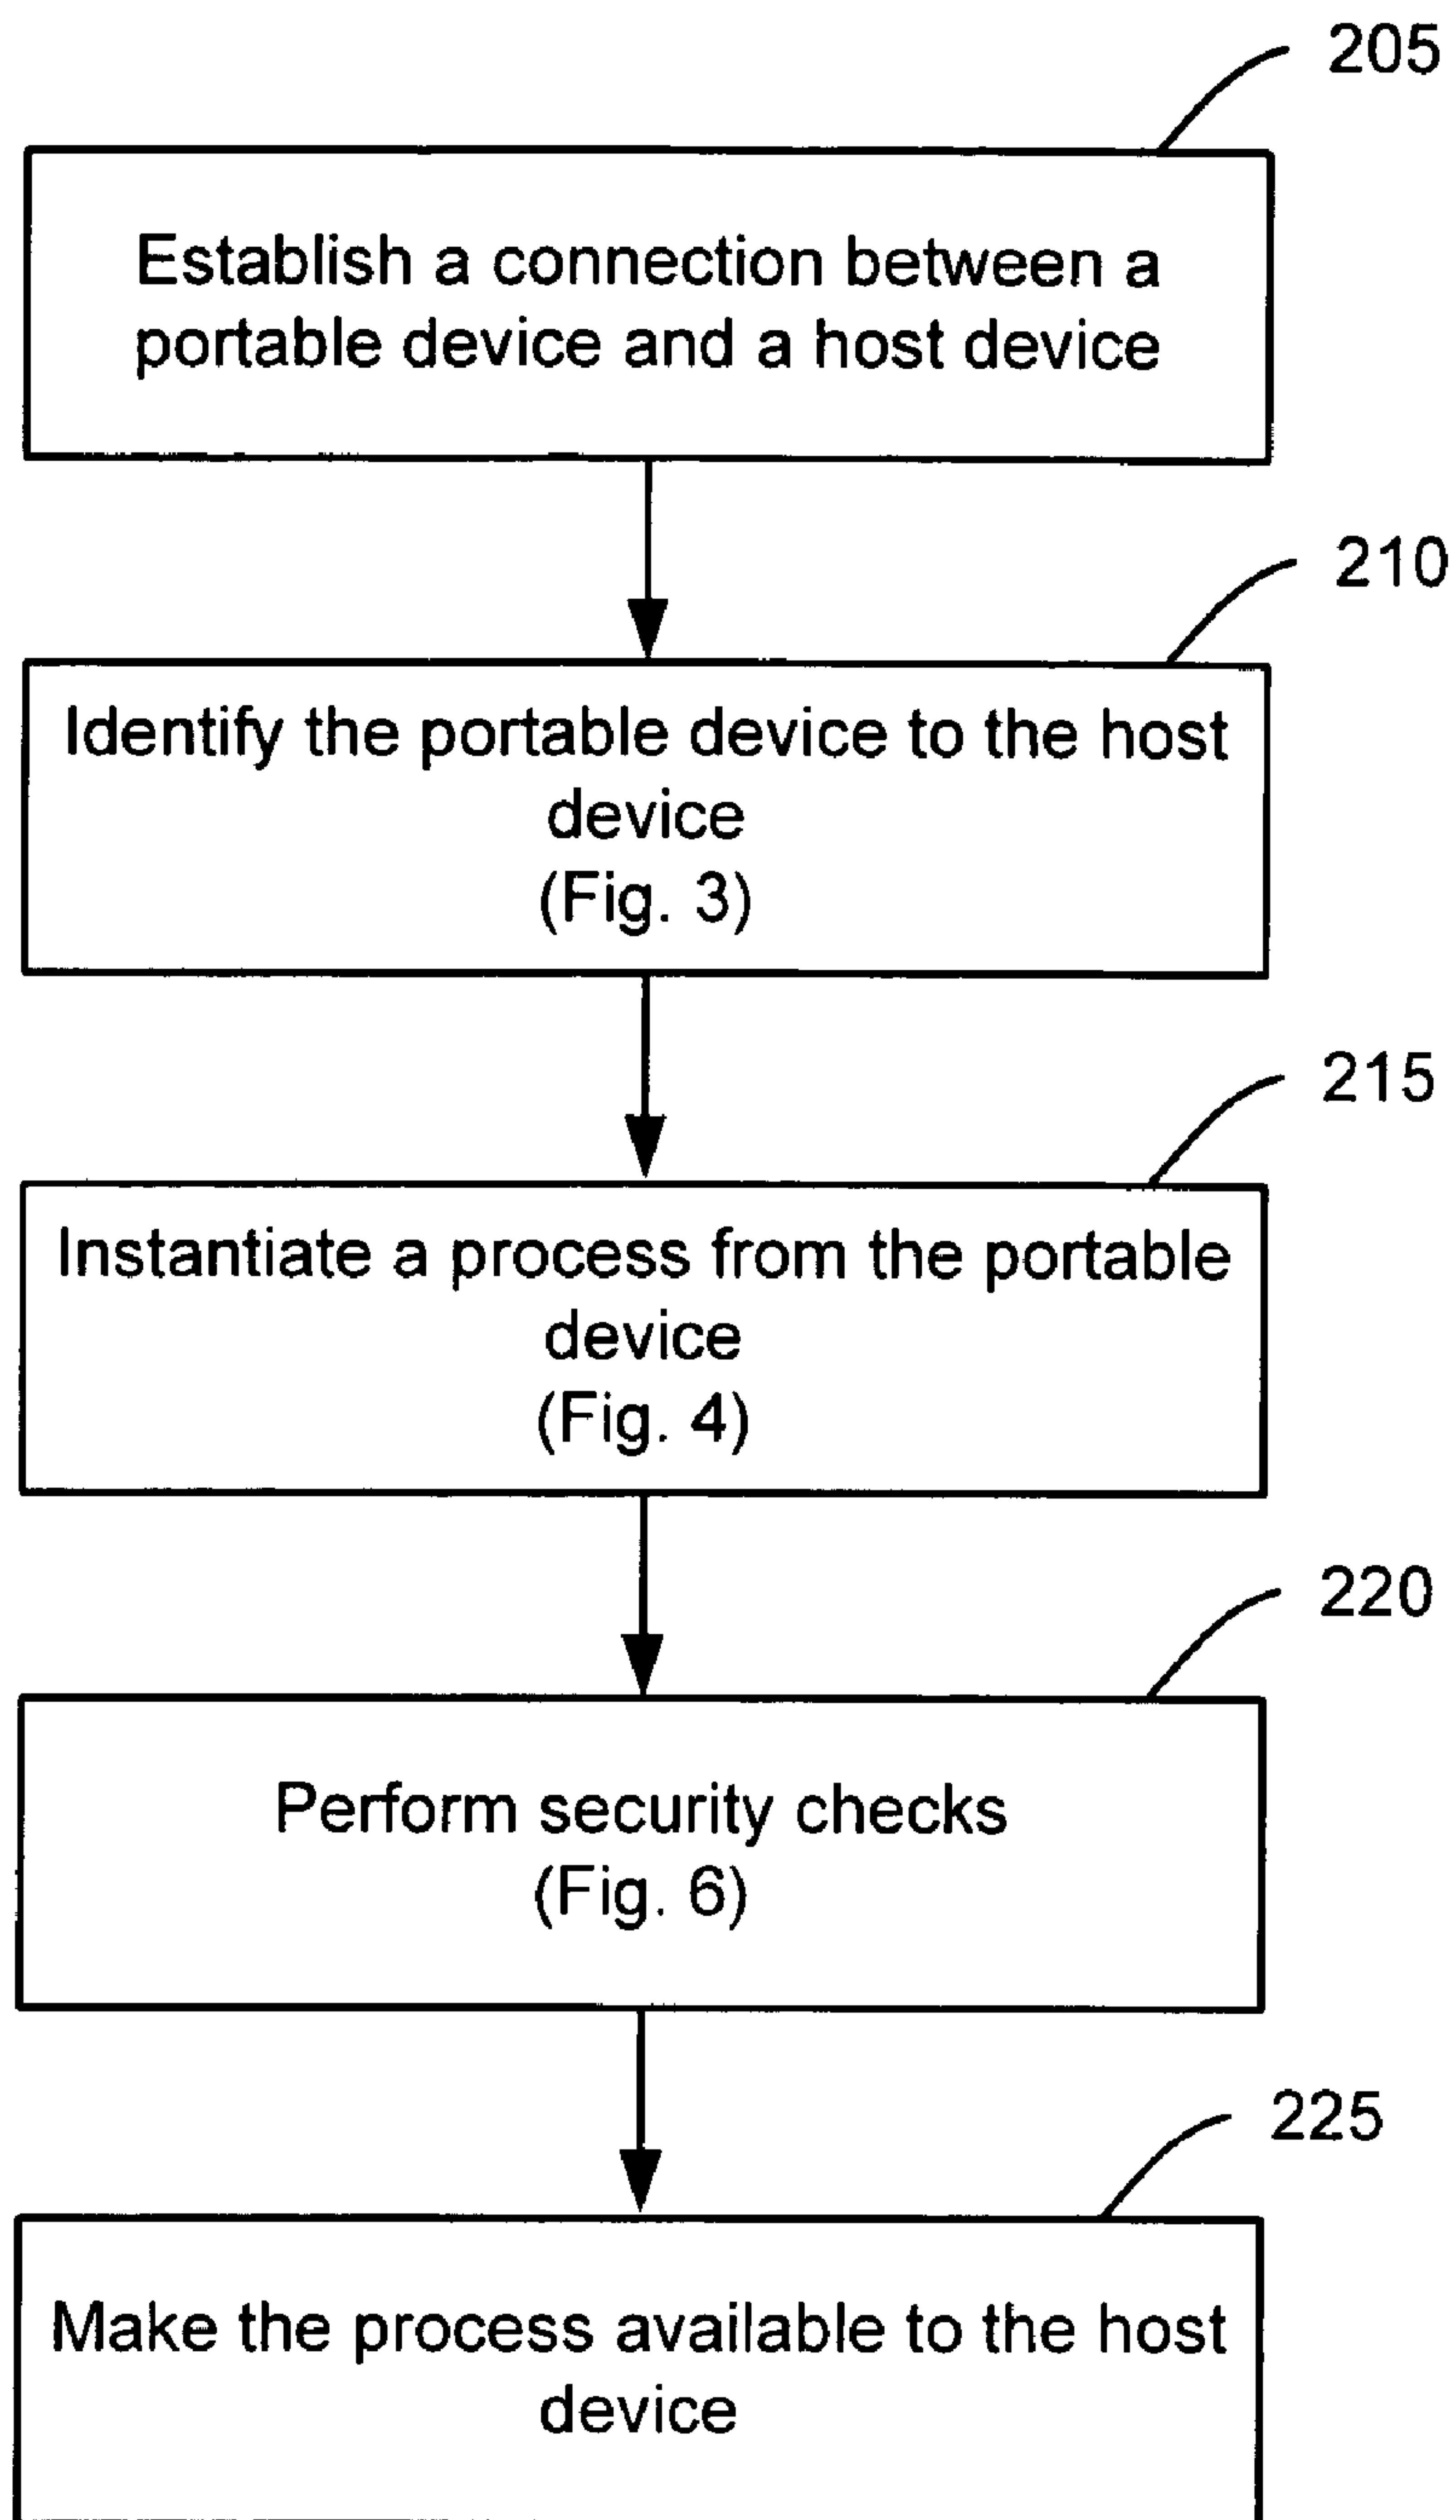 205
Establish a connection between a
portable device and a host device
210
Identify the portable device to the host
device
(Fig. 3)
215
Instantiate a process from the portable
device
(Fig. 4)
220
Perform security checks
(Fig. 6)
225
Make the process available to the host
device